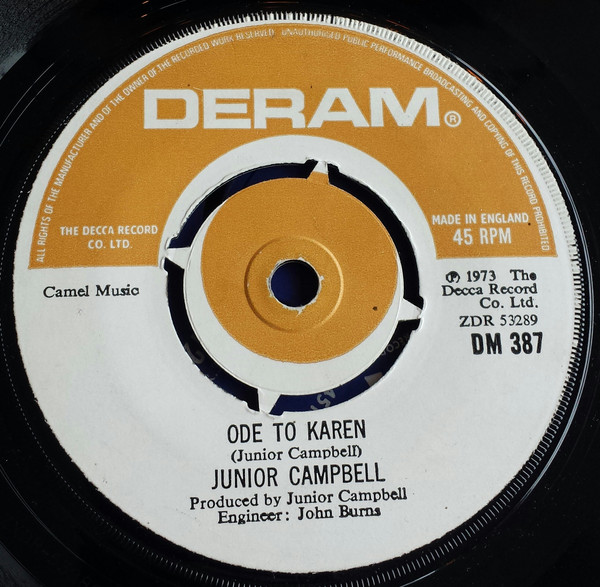 ALL RIGHTS OF THE MANUFACTURER AND OF THE OWNER OF THE RECORDED WORK RESERVED UNAUTHORISED PUBLIC PERFORMANCE BROADCASTING AND COPYING OF THIS RECORD PROHIBITED
DERAM®
THE DECCA RECORD
CO. LTD.
MADE IN ENGLAND
45 RPM
Camel Music
℗ 1973 The
Decca Record
Co. Ltd.
ZDR 53289
DM 387
ODE TO KAREN
(Junior Campbell)
JUNIOR CAMPBELL
Produced by Junior Campbell
Engineer: John Burns